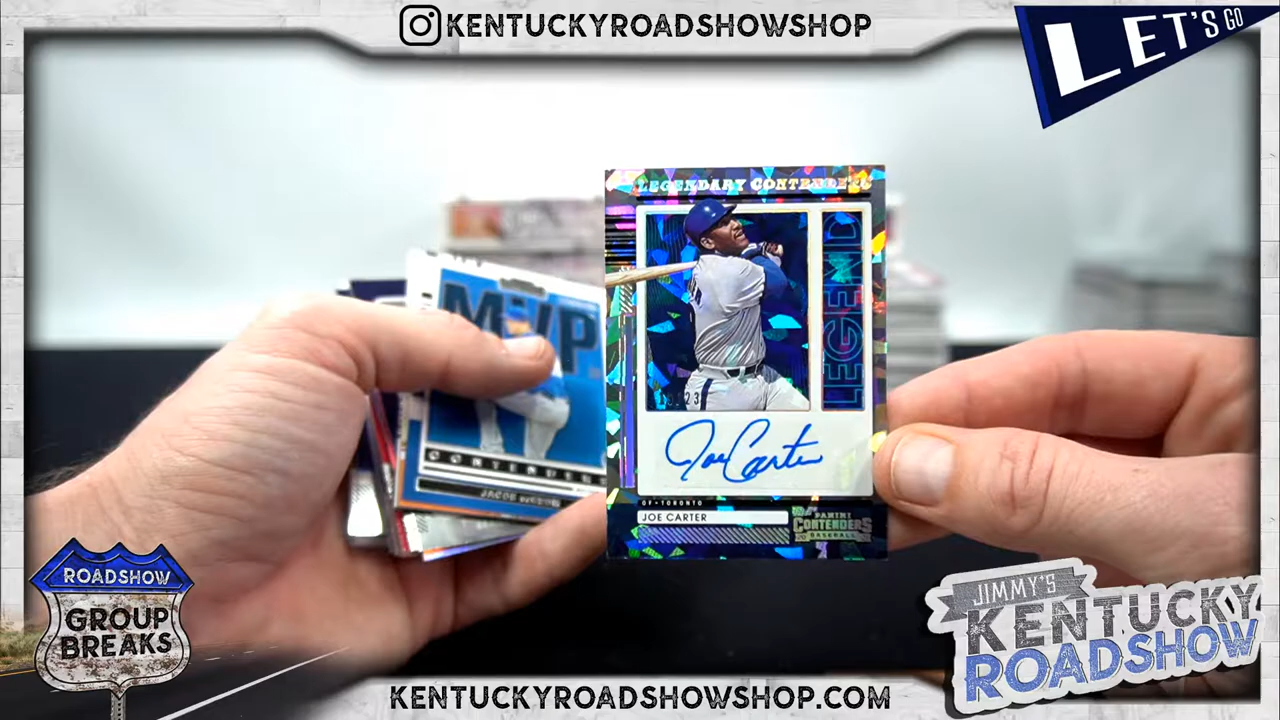 KENTUCKYROADSHOWSHOP
LET'S GO
LEGENDARY CONTENDERS
LEGEND
MVP
CONTENDERS
Joe Carter
OF • TORONTO
JOE CARTER
PANINI
CONTENDERS
BASEBALL
ROADSHOW
GROUP
BREAKS
JIMMY'S
KENTUCKY
ROADSHOW
KENTUCKYROADSHOWSHOP.COM